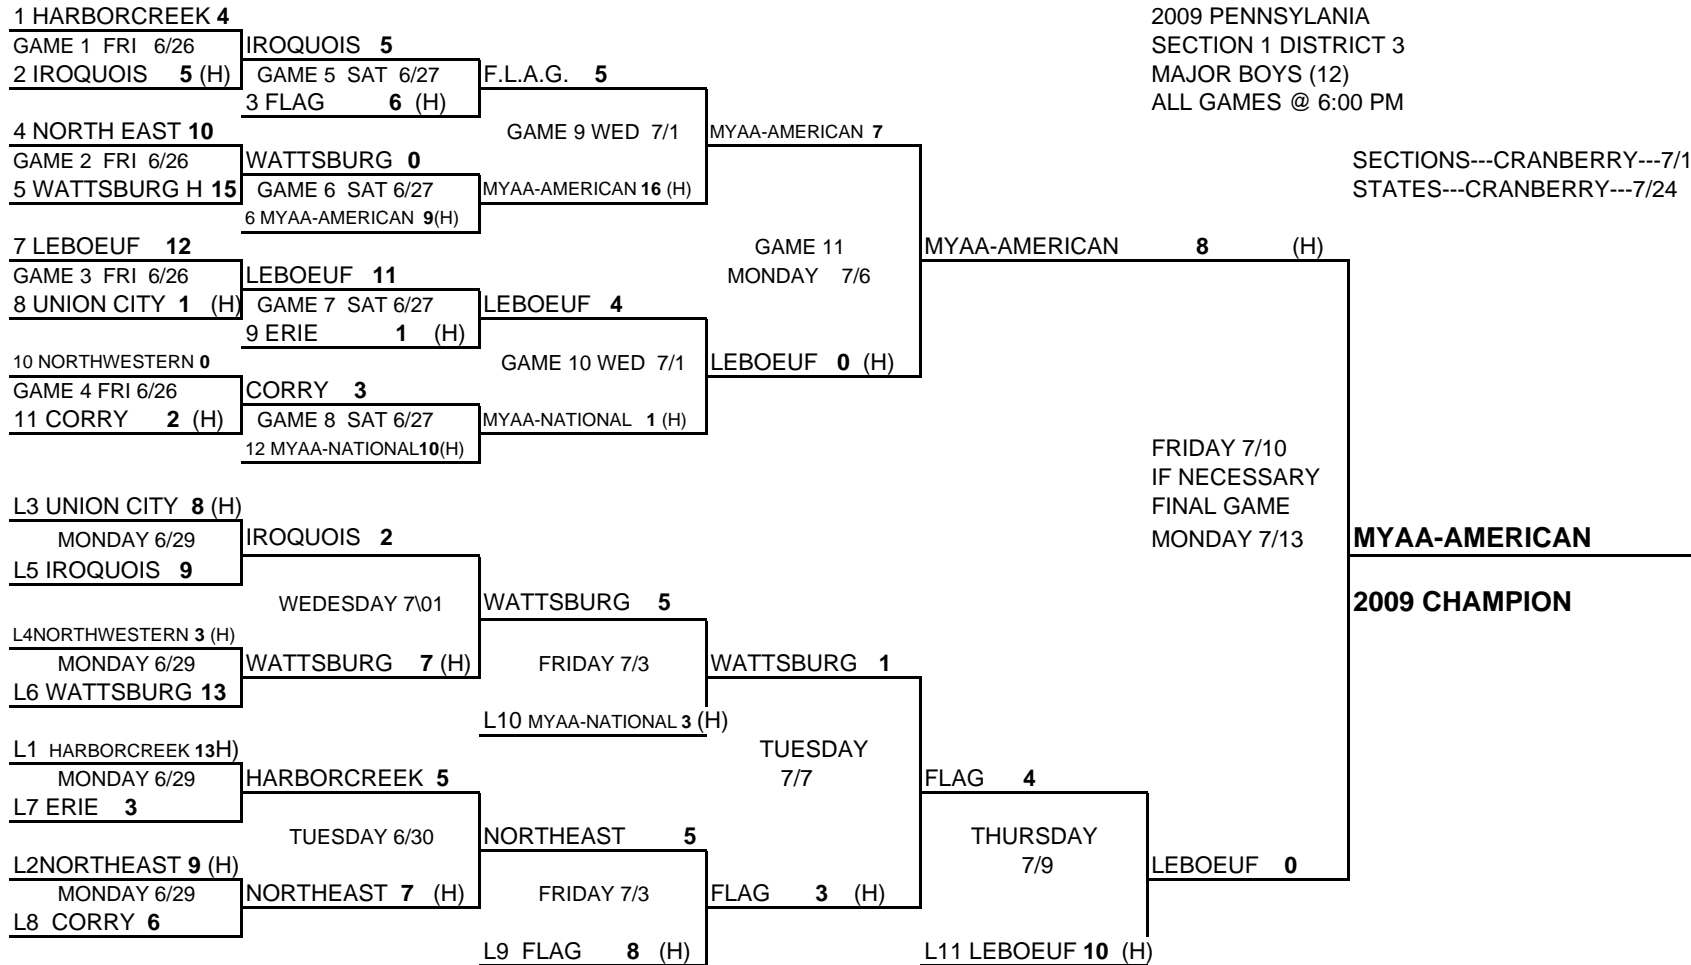 1 HARBORCREEK 4
GAME 1 FRI 6/26
2 IROQUOIS 5 (H)
IROQUOIS 5
GAME 5 SAT 6/27
3 FLAG 6 (H)
F.L.A.G. 5
4 NORTH EAST 10
GAME 2 FRI 6/26
5 WATTSBURG H 15
WATTSBURG 0
GAME 6 SAT 6/27
6 MYAA-AMERICAN 9(H)
GAME 9 WED 7/1
MYAA-AMERICAN 16 (H)
MYAA-AMERICAN 7
7 LEBOEUF 12
GAME 3 FRI 6/26
8 UNION CITY 1 (H)
LEBOEUF 11
GAME 7 SAT 6/27
9 ERIE 1 (H)
LEBOEUF 4
10 NORTHWESTERN 0
GAME 4 FRI 6/26
11 CORRY 2 (H)
CORRY 3
GAME 8 SAT 6/27
12 MYAA-NATIONAL10(H)
GAME 10 WED 7/1
MYAA-NATIONAL 1 (H)
LEBOEUF 0 (H)
GAME 11
MONDAY 7/6
MYAA-AMERICAN 8 (H)
2009 PENNSYLANIA
SECTION 1 DISTRICT 3
MAJOR BOYS (12)
ALL GAMES @ 6:00 PM
SECTIONS---CRANBERRY---7/1
STATES---CRANBERRY---7/24
L3 UNION CITY 8 (H)
MONDAY 6/29
L5 IROQUOIS 9
IROQUOIS 2
WEDESDAY 7\01
L4NORTHWESTERN 3 (H)
MONDAY 6/29
L6 WATTSBURG 13
WATTSBURG 7 (H)
WATTSBURG 5
FRIDAY 7/3
L10 MYAA-NATIONAL 3 (H)
WATTSBURG 1
L1 HARBORCREEK 13H)
MONDAY 6/29
L7 ERIE 3
HARBORCREEK 5
TUESDAY 6/30
L2NORTHEAST 9 (H)
MONDAY 6/29
L8 CORRY 6
NORTHEAST 7 (H)
NORTHEAST 5
FRIDAY 7/3
L9 FLAG 8 (H)
FLAG 3 (H)
TUESDAY
7/7
FLAG 4
THURSDAY
7/9
L11 LEBOEUF 10 (H)
LEBOEUF 0
FRIDAY 7/10
IF NECESSARY
FINAL GAME
MONDAY 7/13
MYAA-AMERICAN
2009 CHAMPION